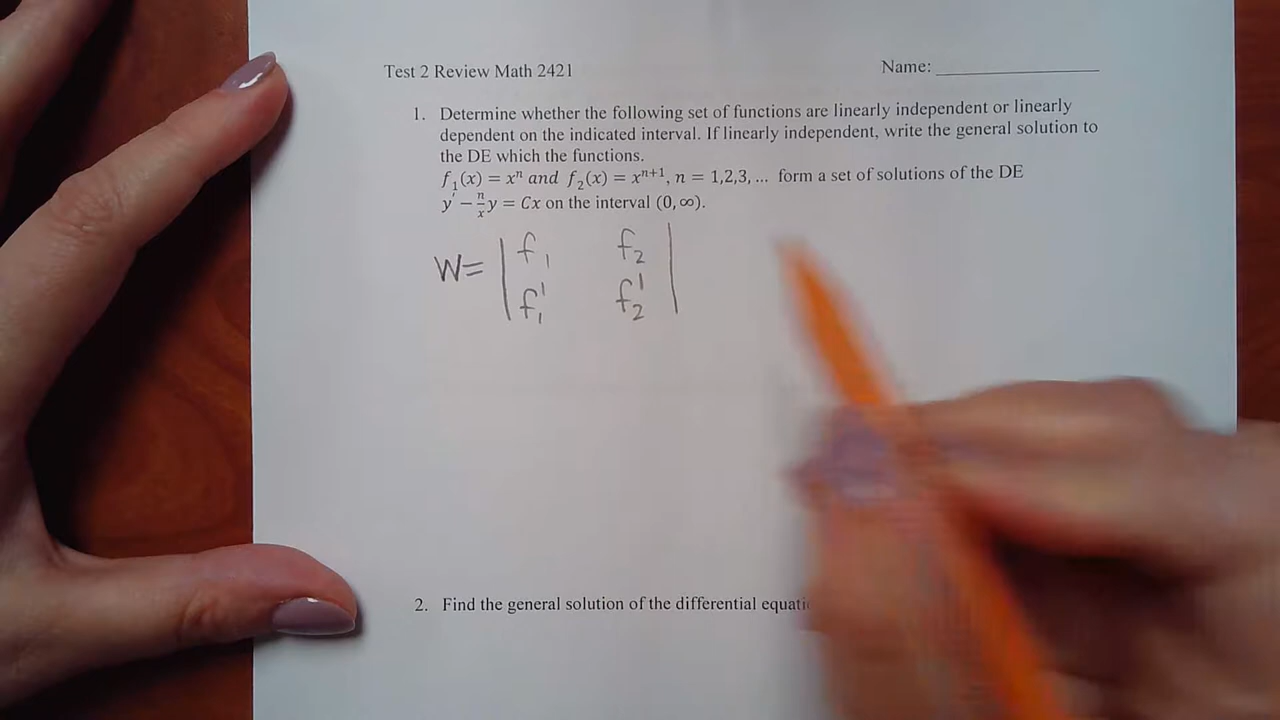 Test 2 Review Math 2421 Name: ____________
1. Determine whether the following set of functions are linearly independent or linearly
dependent on the indicated interval. If linearly independent, write the general solution to
the DE which the functions.
f₁(x) = xⁿ and f₂(x) = xⁿ⁺¹, n = 1,2,3, … form a set of solutions of the DE
y′ − n/x y = Cx on the interval (0, ∞).
W = | f₁ f₂ |
| f₁' f₂' |
2. Find the general solution of the differential